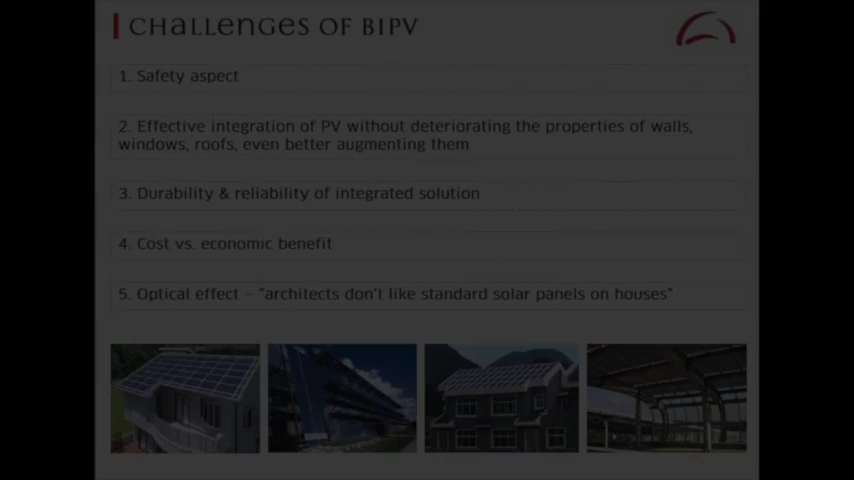 CHALLENGES OF BIPV
1. Safety aspect
2. Effective integration of PV without deteriorating the properties of walls,
windows, roofs, even better augmenting them
3. Durability & reliability of integrated solution
4. Cost vs. economic benefit
5. Optical effect – "architects don't like standard solar panels on houses"